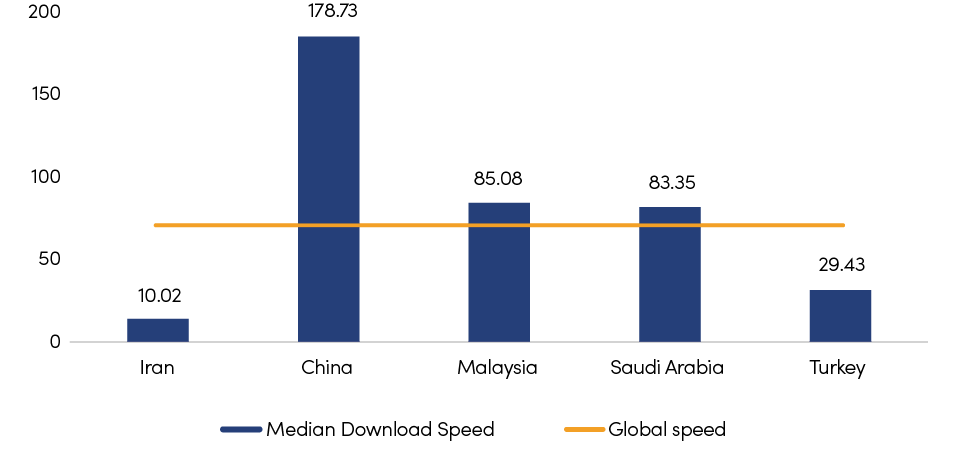 200
178.73
150
100
85.08
83.35
50
29.43
10.02
0
Iran
China
Malaysia
Saudi Arabia
Turkey
Median Download Speed
Global speed